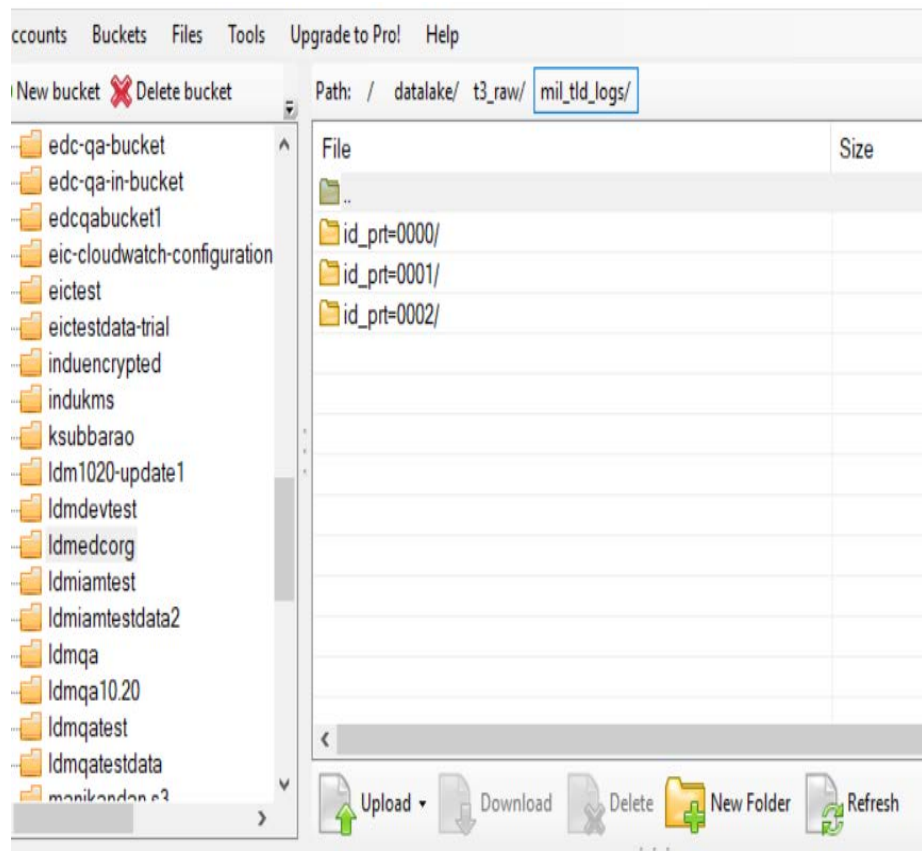 ccounts Buckets Files Tools Upgrade to Pro! Help
New bucket Delete bucket
Path: / datalake/ t3_raw/ mil_tld_logs/
edc-qa-bucket
edc-qa-in-bucket
edcqabucket1
eic-cloudwatch-configuration
eictest
eictestdata-trial
induencrypted
indukms
ksubbarao
ldm1020-update1
ldmdevtest
ldmedcorg
ldmiamtest
ldmiamtestdata2
ldmqa
ldmqa10.20
ldmqatest
ldmqatestdata
manikandan.s3
File Size
..
id_prt=0000/
id_prt=0001/
id_prt=0002/
Upload Download Delete New Folder Refresh